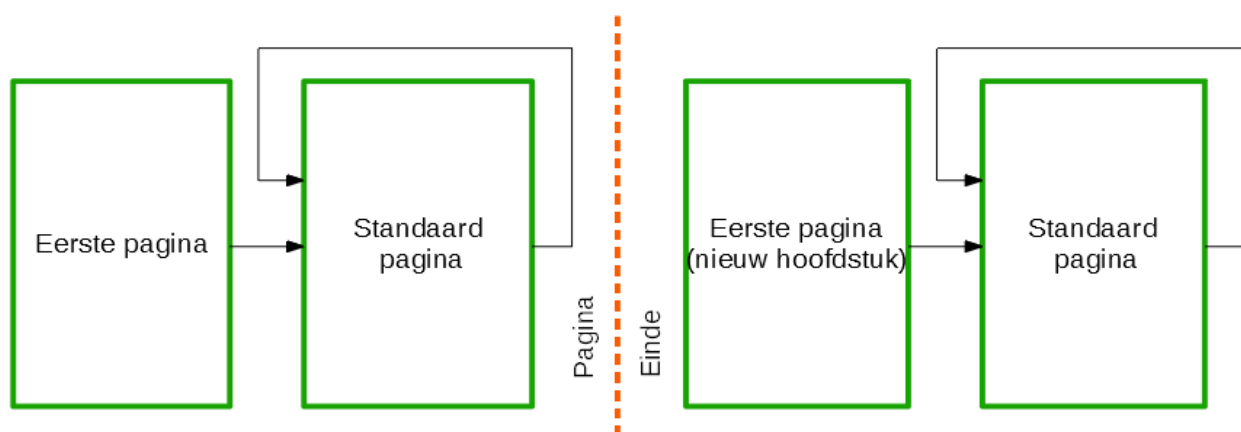 Eerste pagina
Standaard
pagina
Pagina
Einde
Eerste pagina
(nieuw hoofdstuk)
Standaard
pagina